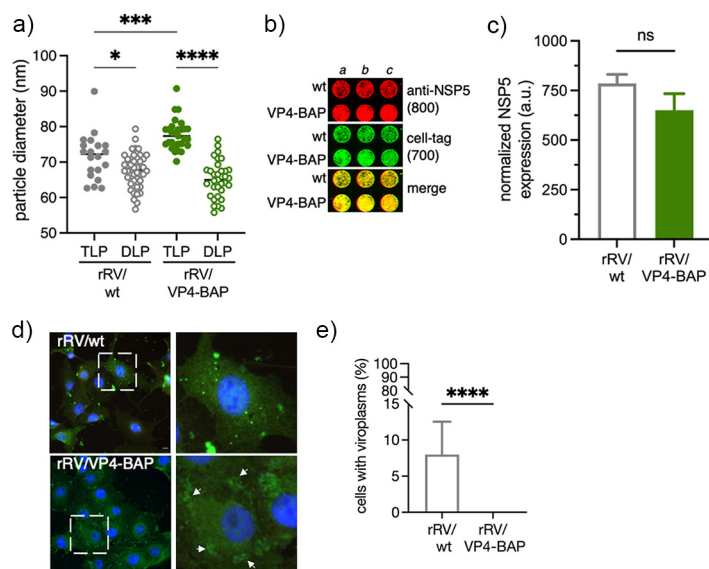 a)
***
*
****
particle diameter (nm)
100
90
80
70
60
50
TLP DLP TLP DLP
rRV/
wt
rRV/
VP4-BAP
b)
a b c
wt
VP4-BAP
anti-NSP5
(800)
wt
VP4-BAP
cell-tag
(700)
wt
VP4-BAP
merge
c)
ns
normalized NSP5
expression (a.u.)
1000
750
500
250
0
rRV/
wt
rRV/
VP4-BAP
d)
rRV/wt
rRV/VP4-BAP
e)
****
cells with viroplasms (%)
100
90
80
15
10
5
0
rRV/
wt
rRV/
VP4-BAP